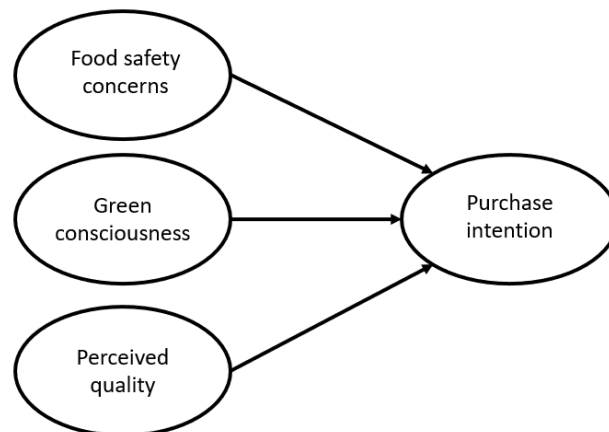 Food safety
concerns
Green
consciousness
Purchase
intention
Perceived
quality